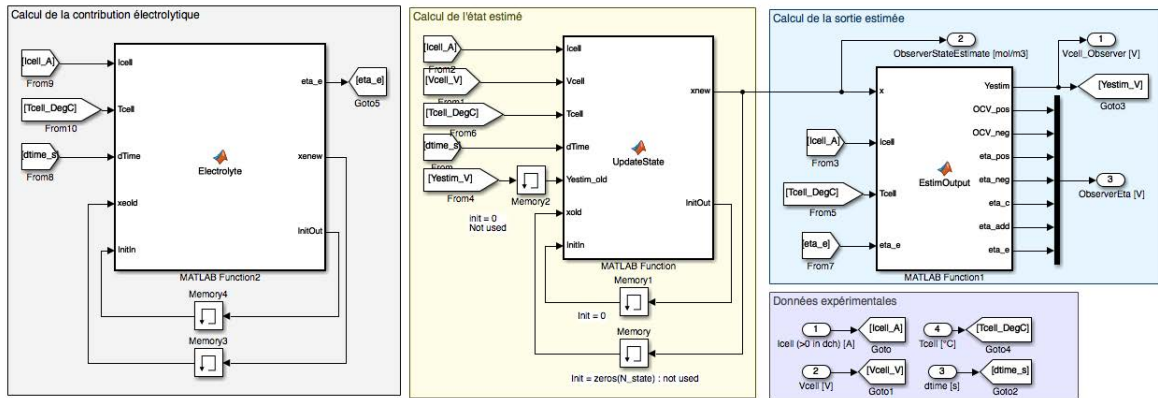 Calcul de la contribution électrolytique
[Icell_A]
From9
[Tcell_DegC]
From10
[dtime_s]
From8
Icell
Tcell
dTime
xeold
InitIn
Electrolyte
eta_e
xenew
InitOut
MATLAB Function2
[eta_e]
Goto5
Memory4
Memory3
Calcul de l'état estimé
[Icell_A]
From2
[Vcell_V]
From1
[Tcell_DegC]
From6
[dtime_s]
From
[Yestim_V]
From4
Memory2
init = 0
Not used
Icell
Vcell
Tcell
dTime
Yestim_old
xold
InitIn
UpdateState
xnew
InitOut
MATLAB Function
Memory1
Init = 0
Memory
Init = zeros(N_state) : not used
Calcul de la sortie estimée
2
ObserverStateEstimate [mol/m3]
1
Vcell_Observer [V]
[Yestim_V]
Goto3
[Icell_A]
From3
[Tcell_DegC]
From5
[eta_e]
From7
x
Icell
Tcell
eta_e
EstimOutput
Yestim
OCV_pos
OCV_neg
eta_pos
eta_neg
eta_c
eta_add
eta_e
MATLAB Function1
3
ObserverEta [V]
Données expérimentales
1
Icell (>0 in dch) [A]
[Icell_A]
Goto
4
Tcell [°C]
[Tcell_DegC]
Goto4
2
Vcell [V]
[Vcell_V]
Goto1
3
dtime [s]
[dtime_s]
Goto2